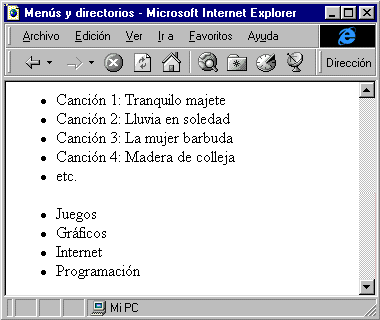 Menús y directorios - Microsoft Internet Explorer
Archivo Edición Ver Ir a Favoritos Ayuda
Dirección
Canción 1: Tranquilo majete
Canción 2: Lluvia en soledad
Canción 3: La mujer barbuda
Canción 4: Madera de colleja
etc.
Juegos
Gráficos
Internet
Programación
Mi PC